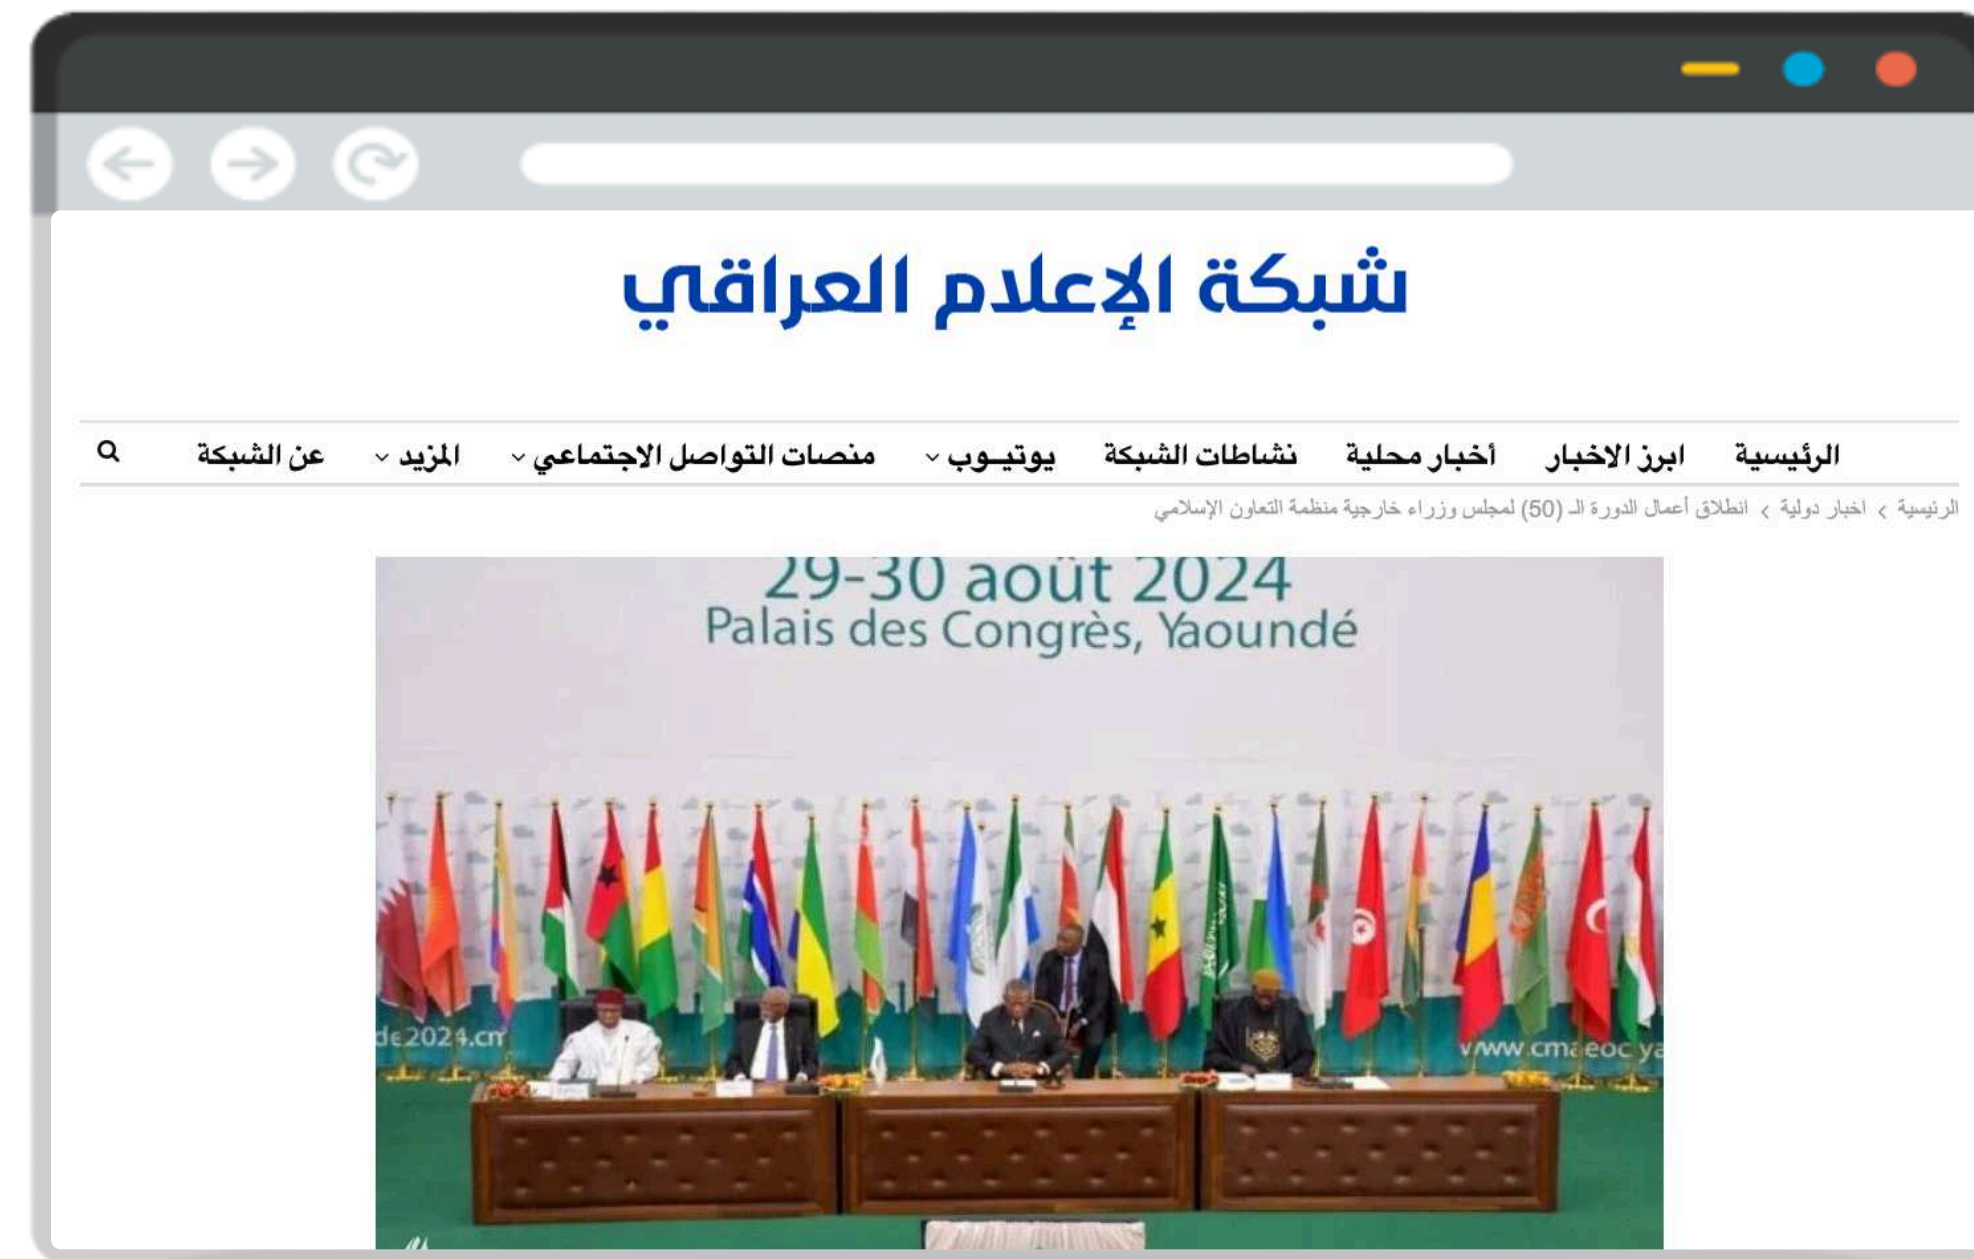 شبكة الإعلام العراقي
الرئيسية ابرز الاخبار أخبار محلية نشاطات الشبكة يوتيــوب منصات التواصل الاجتماعي المزيد عن الشبكة
الرئيسية › اخبار دولية › انطلاق أعمال الدورة الـ (50) لمجلس وزراء خارجية منظمة التعاون الإسلامي
29-30 août 2024
Palais des Congrès, Yaoundé
de2024.cm
www.cmaeoc ya